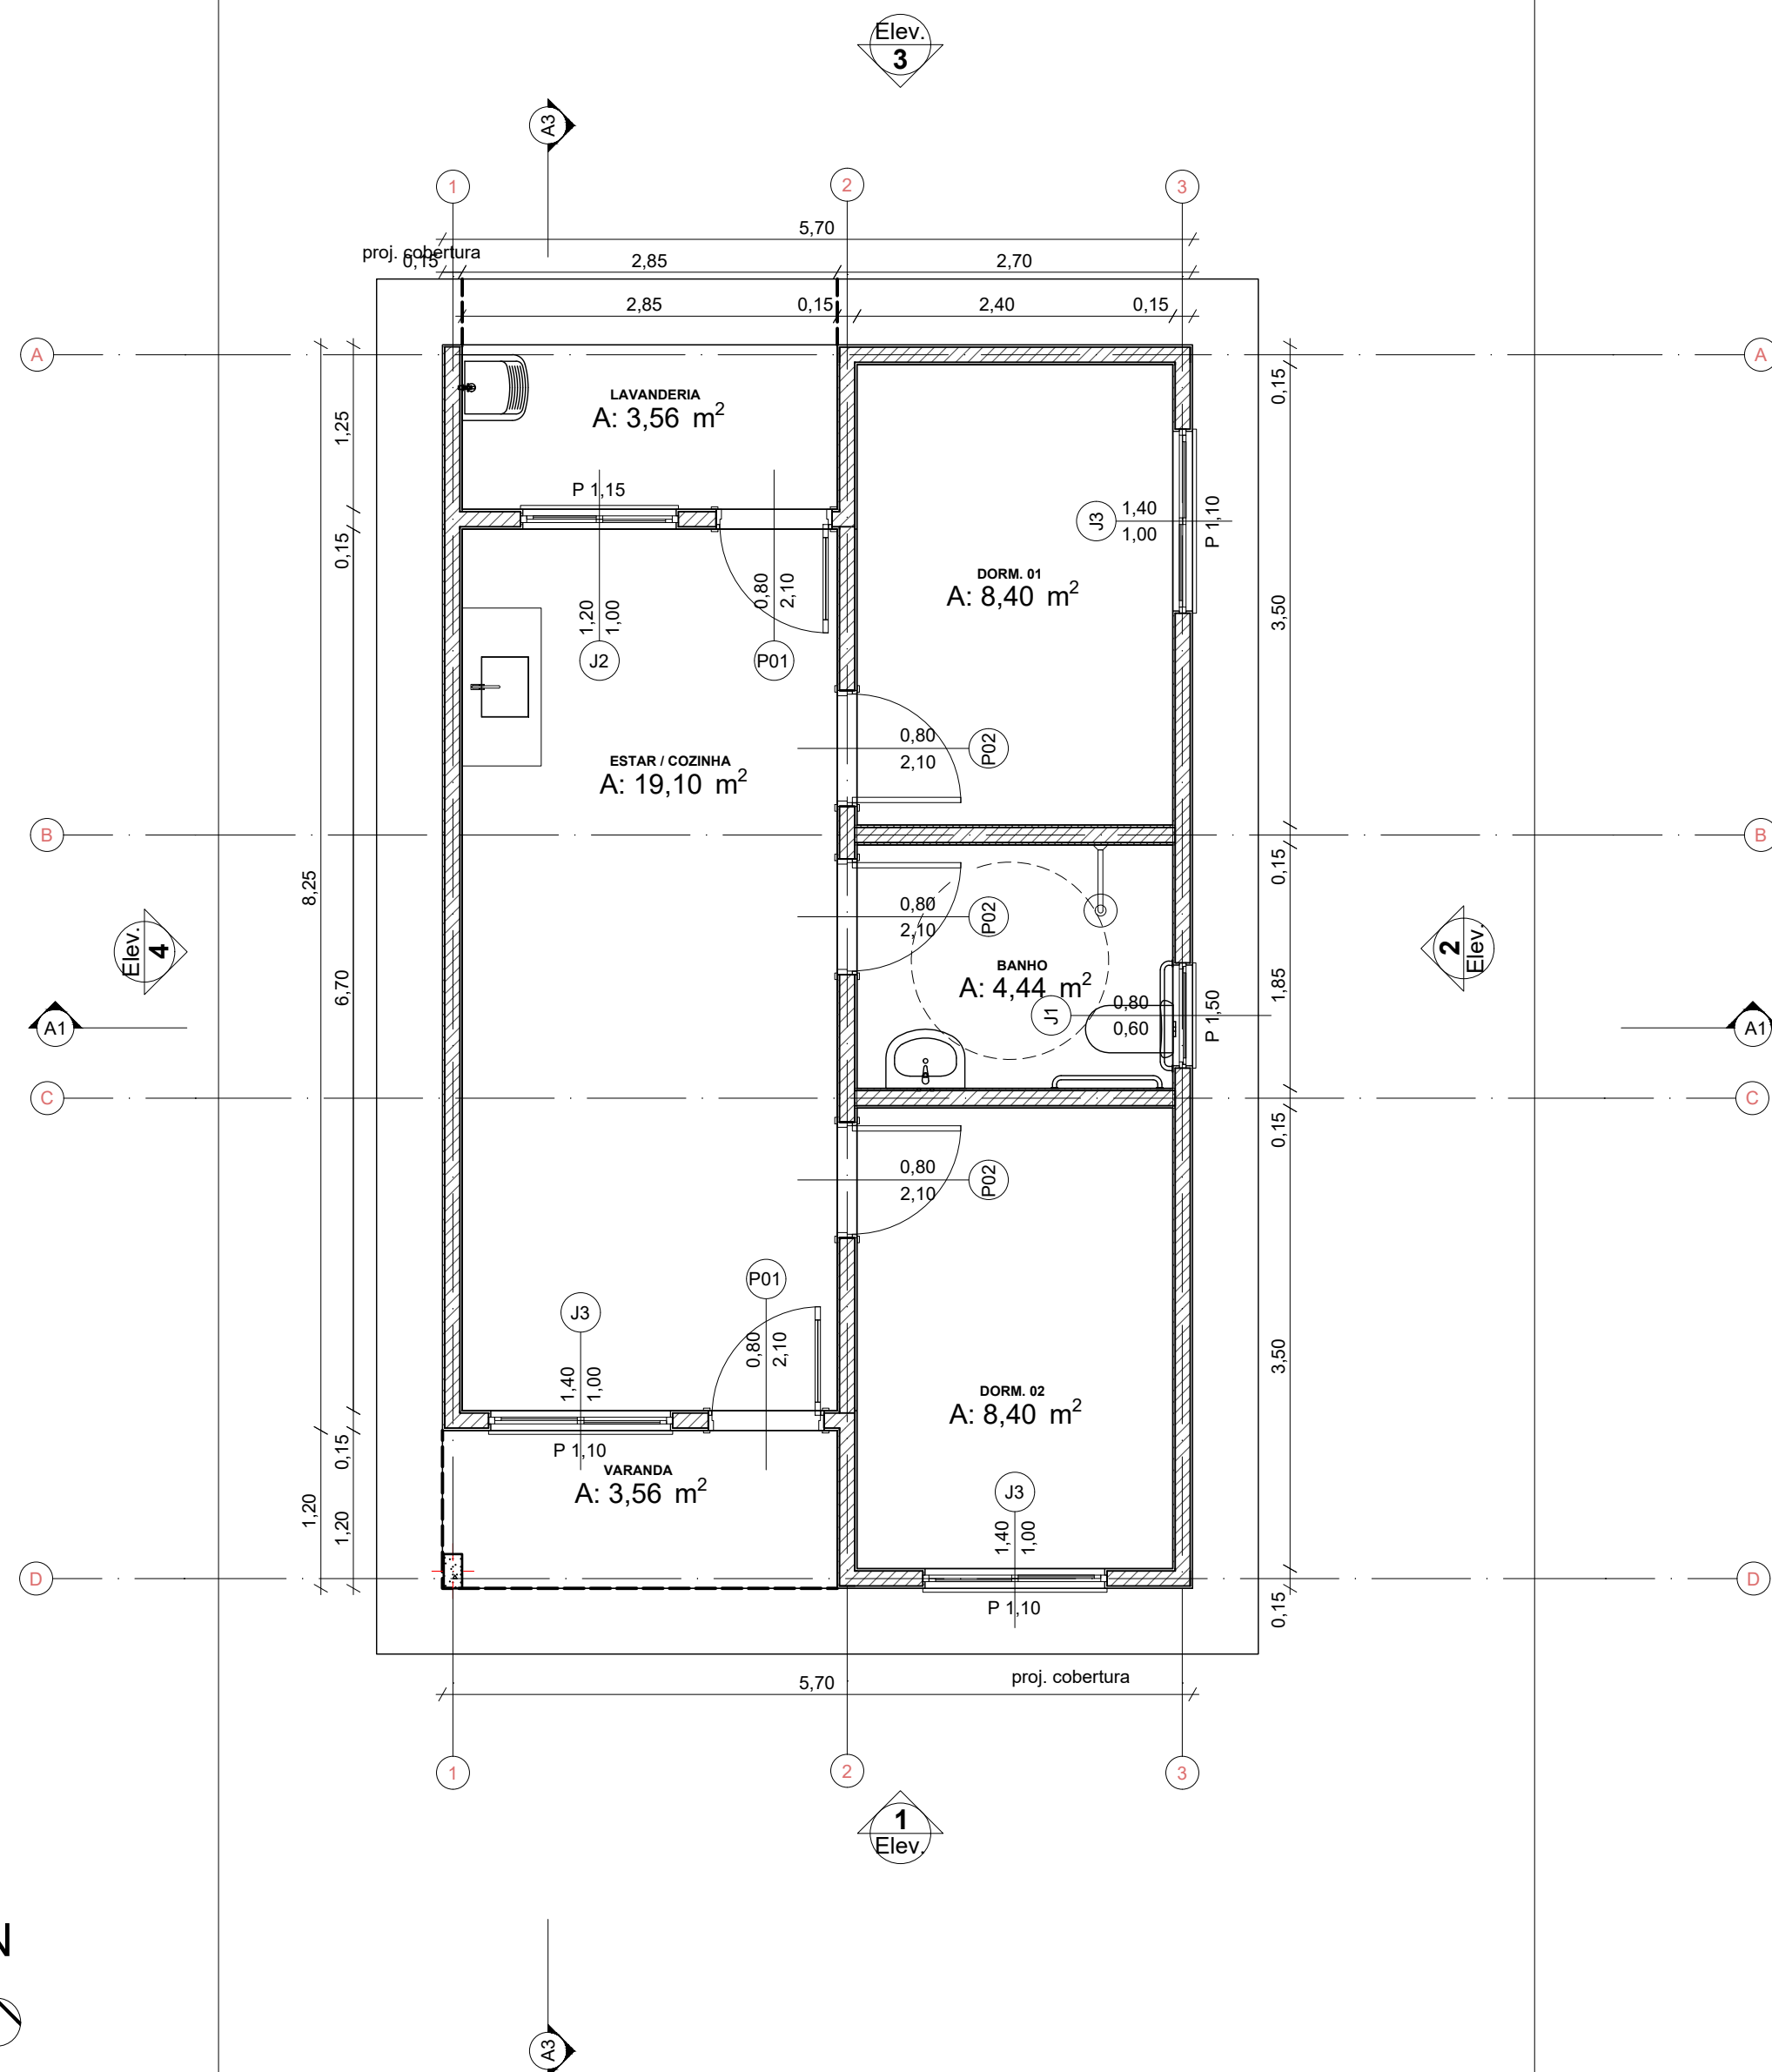 Elev.
3
A3
1
2
3
5,70
proj. cobertura
0,15
2,85
2,70
2,85
0,15
2,40
0,15
A
A
LAVANDERIA
A: 3,56 m²
1,25
0,15
P 1,15
J3
1,40
1,00
P 1,10
0,15
DORM. 01
A: 8,40 m²
0,80
2,10
1,20
1,00
3,50
J2
P01
0,80
2,10
P02
ESTAR / COZINHA
A: 19,10 m²
B
B
8,25
0,15
0,80
2,10
P02
Elev.
4
2
Elev.
BANHO
A: 4,44 m²
6,70
1,85
J1
0,80
0,60
P 1,50
A1
A1
C
C
0,15
0,80
2,10
P02
P01
J3
0,80
2,10
1,40
1,00
3,50
DORM. 02
A: 8,40 m²
0,15
P 1,10
VARANDA
A: 3,56 m²
J3
1,20
1,20
1,40
1,00
D
D
P 1,10
0,15
5,70
proj. cobertura
1
2
3
1
Elev.
N
A3